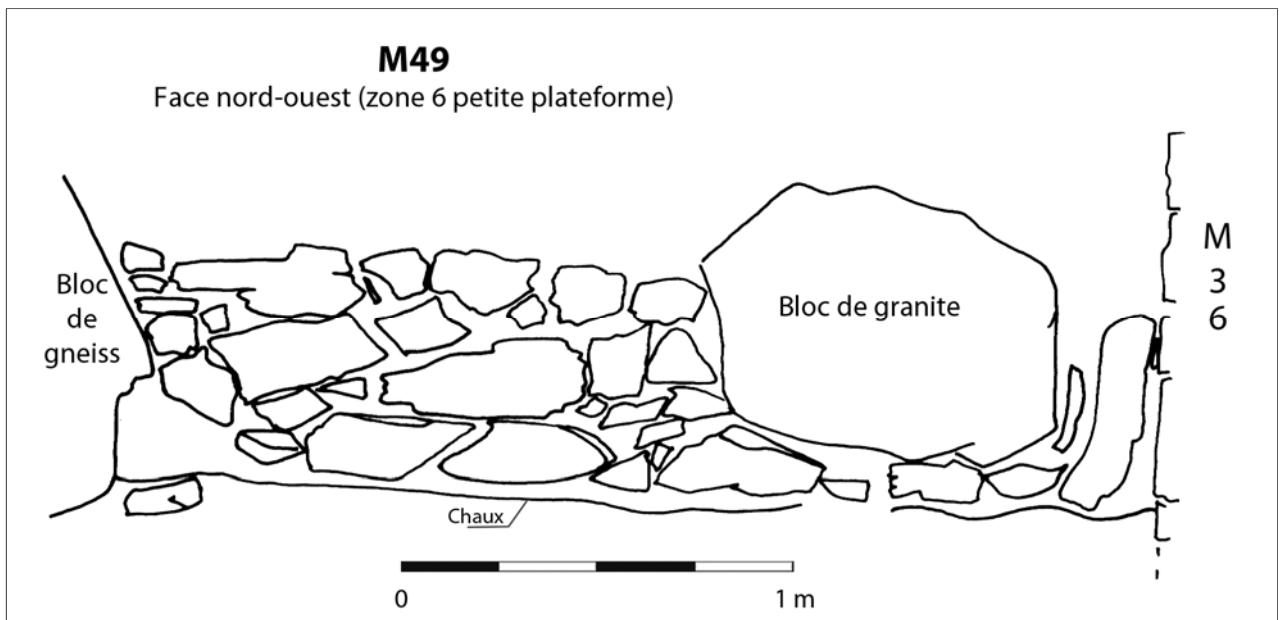 M49
Face nord-ouest (zone 6 petite plateforme)
Bloc
de
gneiss
Bloc de granite
M
3
6
Chaux
0
1 m